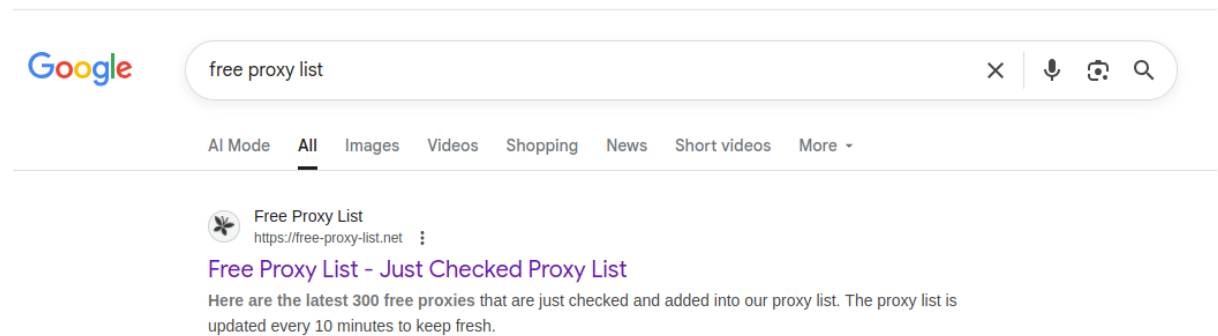 Google
free proxy list
AI Mode All Images Videos Shopping News Short videos More
Free Proxy List
https://free-proxy-list.net
Free Proxy List - Just Checked Proxy List
Here are the latest 300 free proxies that are just checked and added into our proxy list. The proxy list is
updated every 10 minutes to keep fresh.